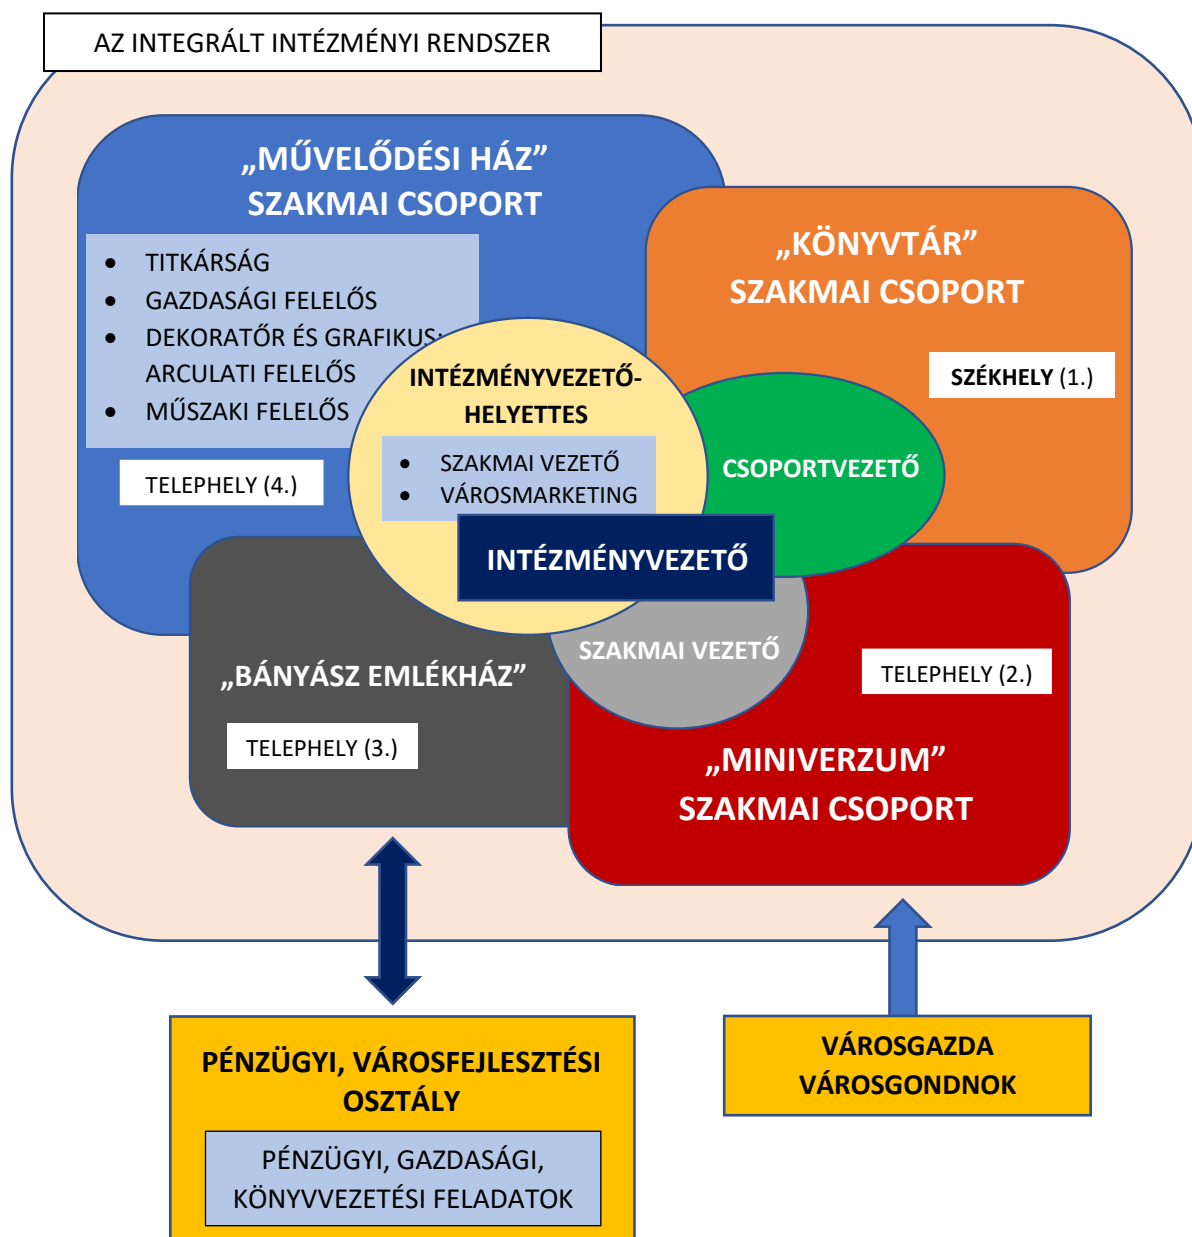 AZ INTEGRÁLT INTÉZMÉNYI RENDSZER
„MŰVELŐDÉSI HÁZ”
SZAKMAI CSOPORT
• TITKÁRSÁG
• GAZDASÁGI FELELŐS
• DEKORATŐR ÉS GRAFIKUS;
ARCULATI FELELŐS
• MŰSZAKI FELELŐS
TELEPHELY (4.)
„KÖNYVTÁR”
SZAKMAI CSOPORT
SZÉKHELY (1.)
INTÉZMÉNYVEZETŐ-
HELYETTES
• SZAKMAI VEZETŐ
• VÁROSMARKETING
CSOPORTVEZETŐ
INTÉZMÉNYVEZETŐ
SZAKMAI VEZETŐ
„BÁNYÁSZ EMLÉKHÁZ”
TELEPHELY (3.)
TELEPHELY (2.)
„MINIVERZUM”
SZAKMAI CSOPORT
PÉNZÜGYI, VÁROSFEJLESZTÉSI
OSZTÁLY
PÉNZÜGYI, GAZDASÁGI,
KÖNYVVEZETÉSI FELADATOK
VÁROSGAZDA
VÁROSGONDNOK